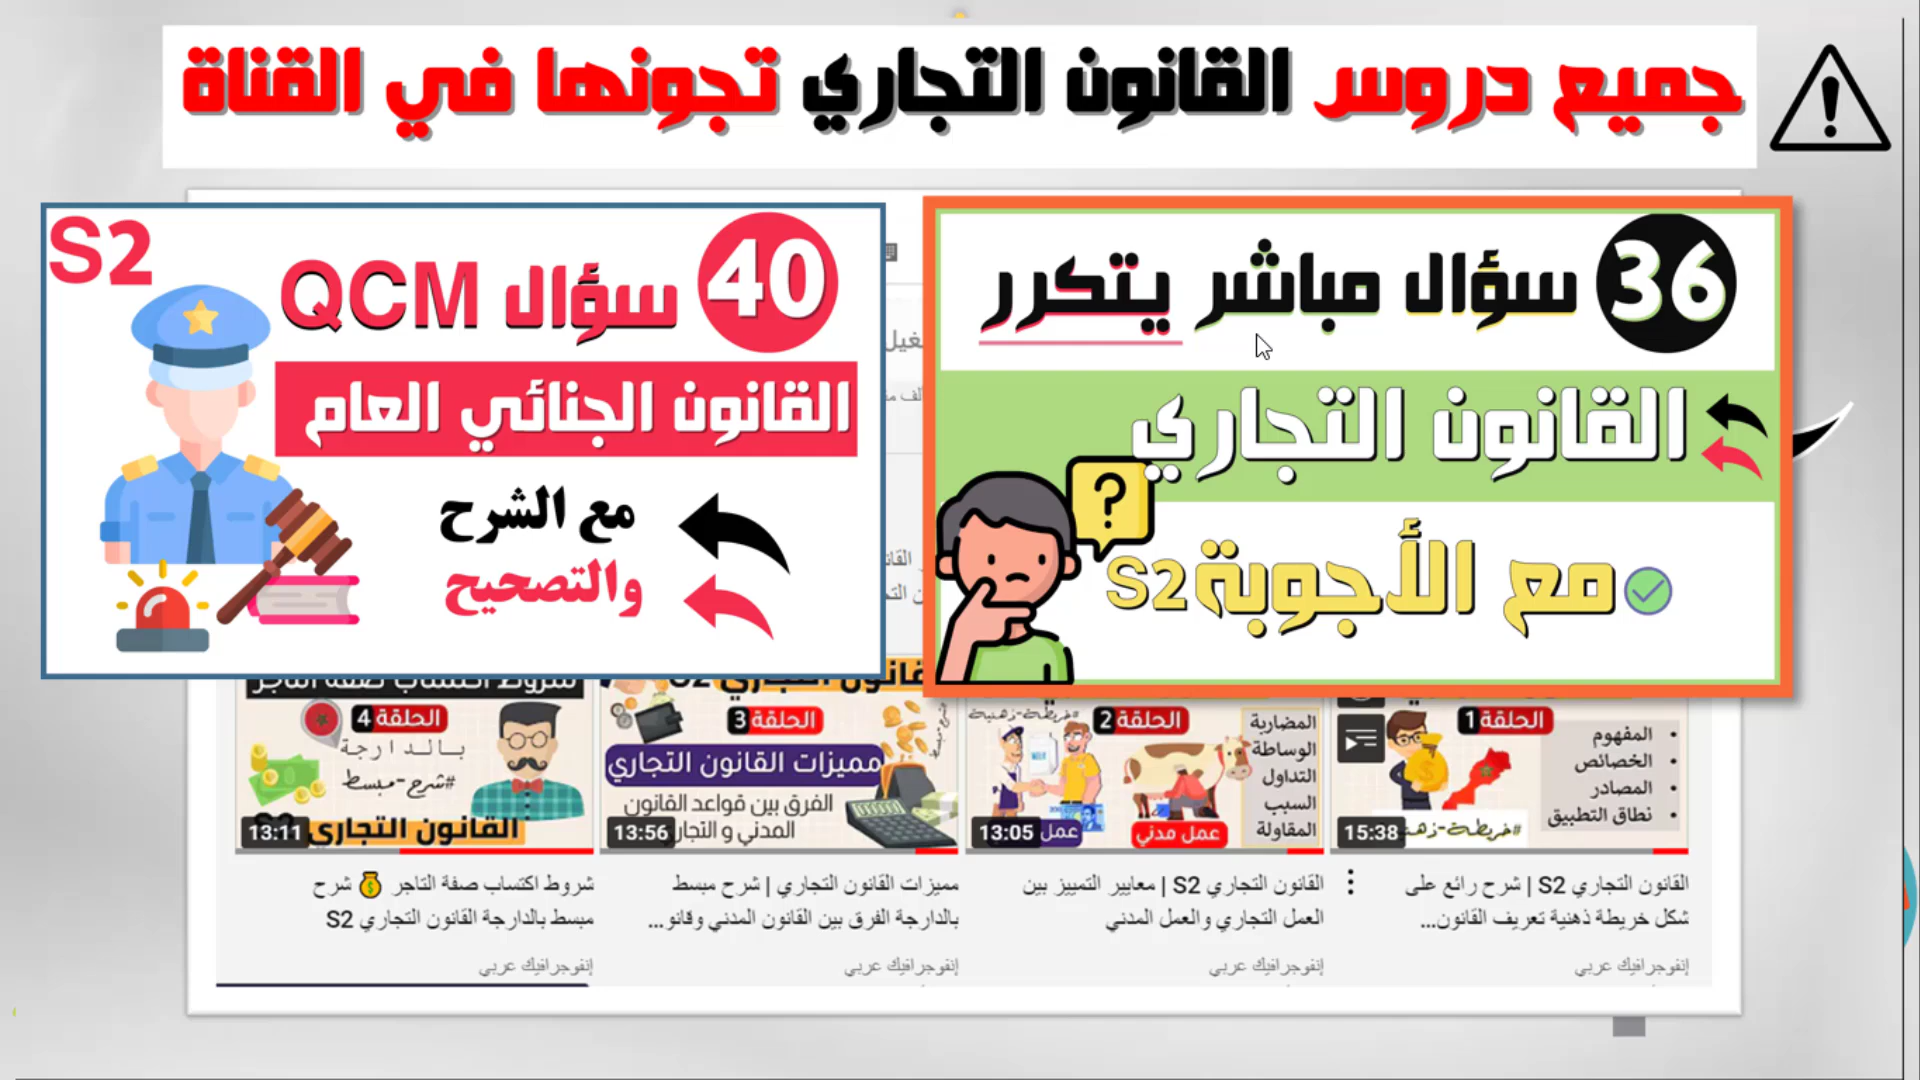 جميع دروس القانون التجاري تجونها في القناة
36 سؤال مباشر يتكرر
القانون التجاري
مع الأجوبة S2
?
S2
40 سؤال QCM
القانون الجنائي العام
مع الشرح
والتصحيح
الحلقة 1
المفهوم
الخصائص
المصادر
نطاق التطبيق
15:38
القانون التجاري S2 | شرح رائع على
شكل خريطة ذهنية تعريف القانون...
إنفوجرافيك عربي
الحلقة 2
#خريطة-ذهنية
المضاربة
الوساطة
التداول
السبب
المقاولة
عمل مدني
عمل
13:05
القانون التجاري S2 | معايير التمييز بين
العمل التجاري والعمل المدني
إنفوجرافيك عربي
الحلقة 3
مميزات القانون التجاري
الفرق بين قواعد القانون
المدني و التجار
13:56
مميزات القانون التجاري | شرح مبسط
بالدارجة الفرق بين القانون المدني وقانو...
إنفوجرافيك عربي
شروط اكتساب صفة التاجر
الحلقة 4
بالدارجة
#شرح-مبسط
القانون التجاري
13:11
شروط اكتساب صفة التاجر 💰 شرح
مبسط بالدارجة القانون التجاري S2
إنفوجرافيك عربي